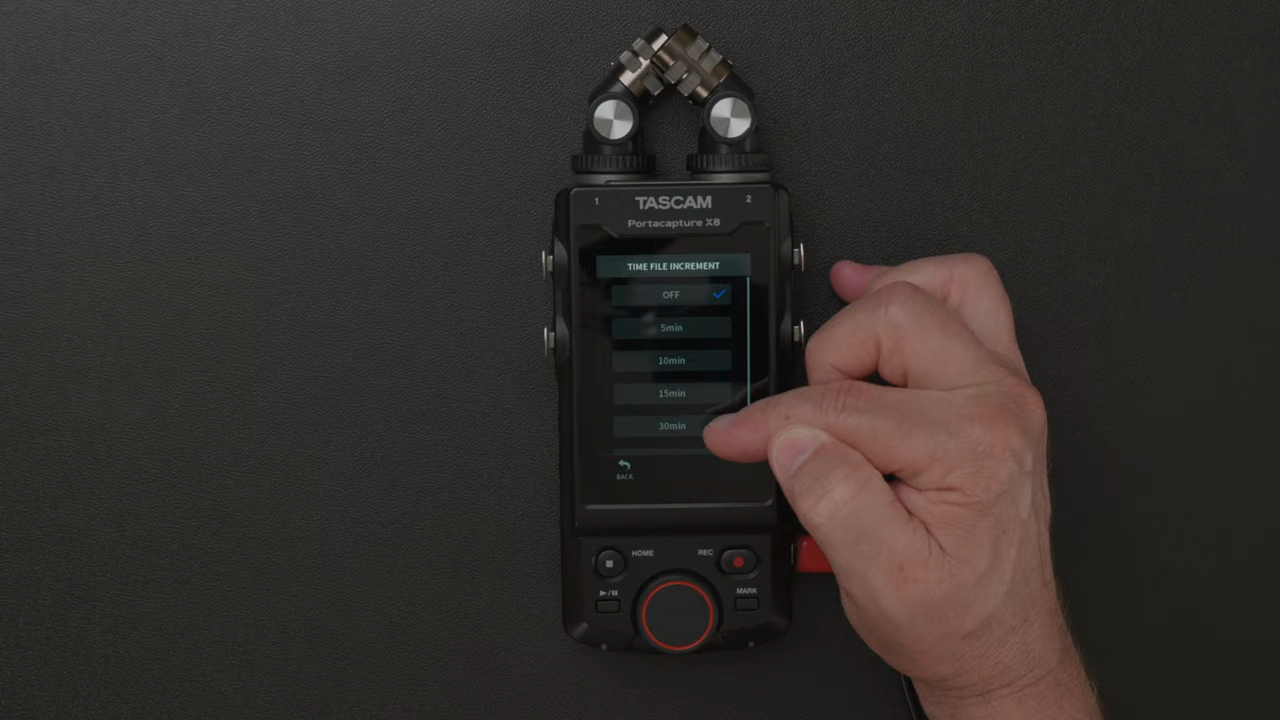 1
TASCAM
2
Portacapture X8
TIME FILE INCREMENT
OFF
5min
10min
15min
30min
BACK
HOME
REC
MARK